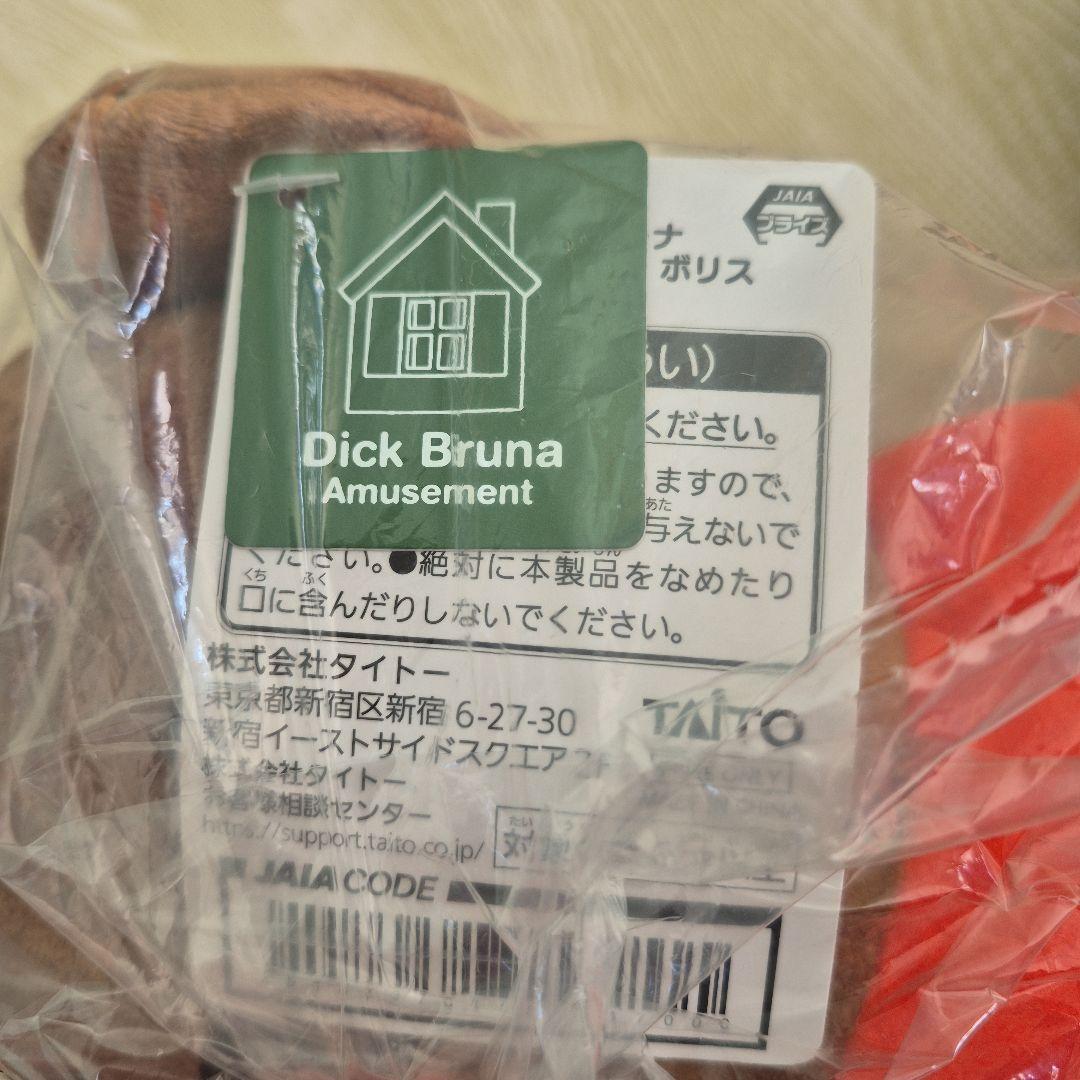 Dick Bruna
Amusement
JAIA
プライズ
ナ
ボリス
い)
ください。
ますので、
あた
与えないで
ください。●絶対に本製品をなめたり
くち ふく
口に含んだりしないでください。
株式会社タイトー
東京都新宿区新宿 6-27-30
新宿イーストサイドスクエア 2F
TAITO
株式会社タイトー
お客様相談センター
https://support.taito.co.jp/
たい
対
JAIA CODE